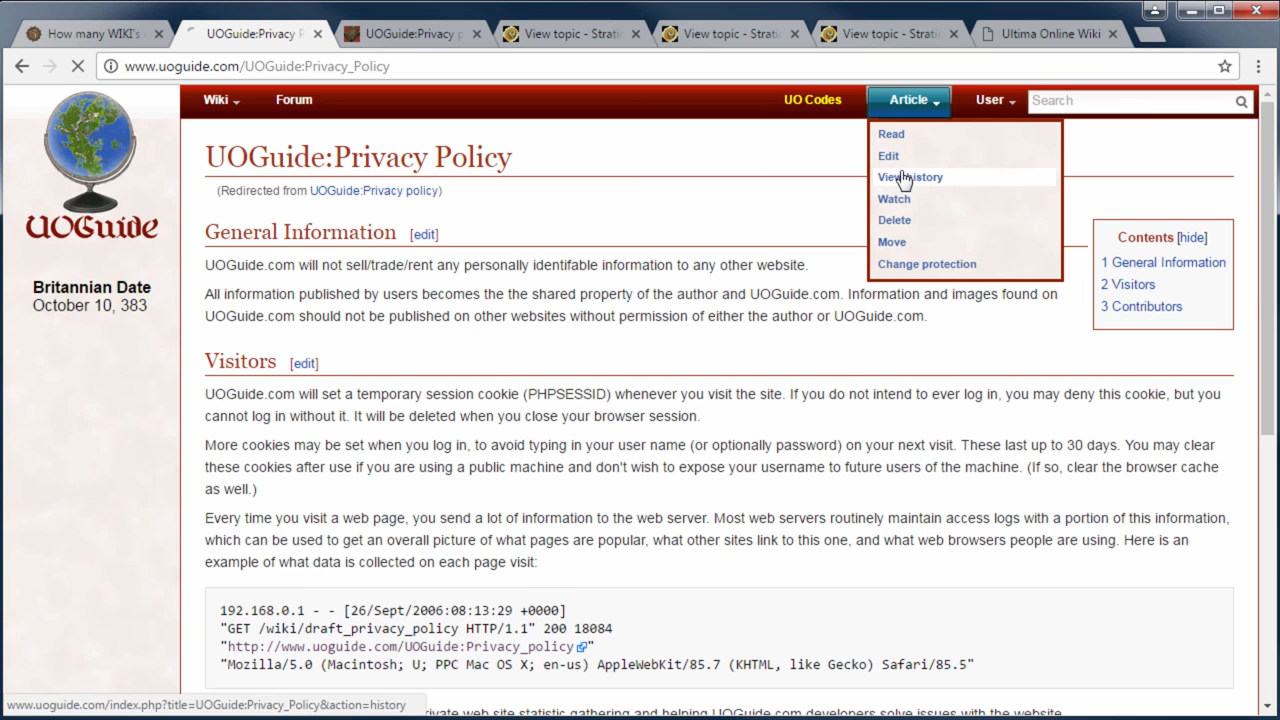 How many WIKI's
UOGuide:Privacy P
UOGuide:Privacy p
View topic - Strati
View topic - Strati
View topic - Strati
Ultima Online Wiki
www.uoguide.com/UOGuide:Privacy_Policy
Wiki
Forum
UO Codes
Article
User
Search
Read
Edit
View history
Watch
Delete
Move
Change protection
UOGuide
Britannian Date
October 10, 383
UOGuide:Privacy Policy
(Redirected from UOGuide:Privacy policy)
General Information [edit]
UOGuide.com will not sell/trade/rent any personally identifable information to any other website.
All information published by users becomes the the shared property of the author and UOGuide.com. Information and images found on
UOGuide.com should not be published on other websites without permission of either the author or UOGuide.com.
Contents [hide]
1 General Information
2 Visitors
3 Contributors
Visitors [edit]
UOGuide.com will set a temporary session cookie (PHPSESSID) whenever you visit the site. If you do not intend to ever log in, you may deny this cookie, but you
cannot log in without it. It will be deleted when you close your browser session.
More cookies may be set when you log in, to avoid typing in your user name (or optionally password) on your next visit. These last up to 30 days. You may clear
these cookies after use if you are using a public machine and don't wish to expose your username to future users of the machine. (If so, clear the browser cache
as well.)
Every time you visit a web page, you send a lot of information to the web server. Most web servers routinely maintain access logs with a portion of this information,
which can be used to get an overall picture of what pages are popular, what other sites link to this one, and what web browsers people are using. Here is an
example of what data is collected on each page visit:
192.168.0.1 - - [26/Sept/2006:08:13:29 +0000]
"GET /wiki/draft_privacy_policy HTTP/1.1" 200 18084
"http://www.uoguide.com/UOGuide:Privacy_policy"
"Mozilla/5.0 (Macintosh; U; PPC Mac OS X; en-us) AppleWebKit/85.7 (KHTML, like Gecko) Safari/85.5"
www.uoguide.com/index.php?title=UOGuide:Privacy_Policy&action=history
ivate web site statistic gathering and helping UOGuide.com developers solve issues with the website